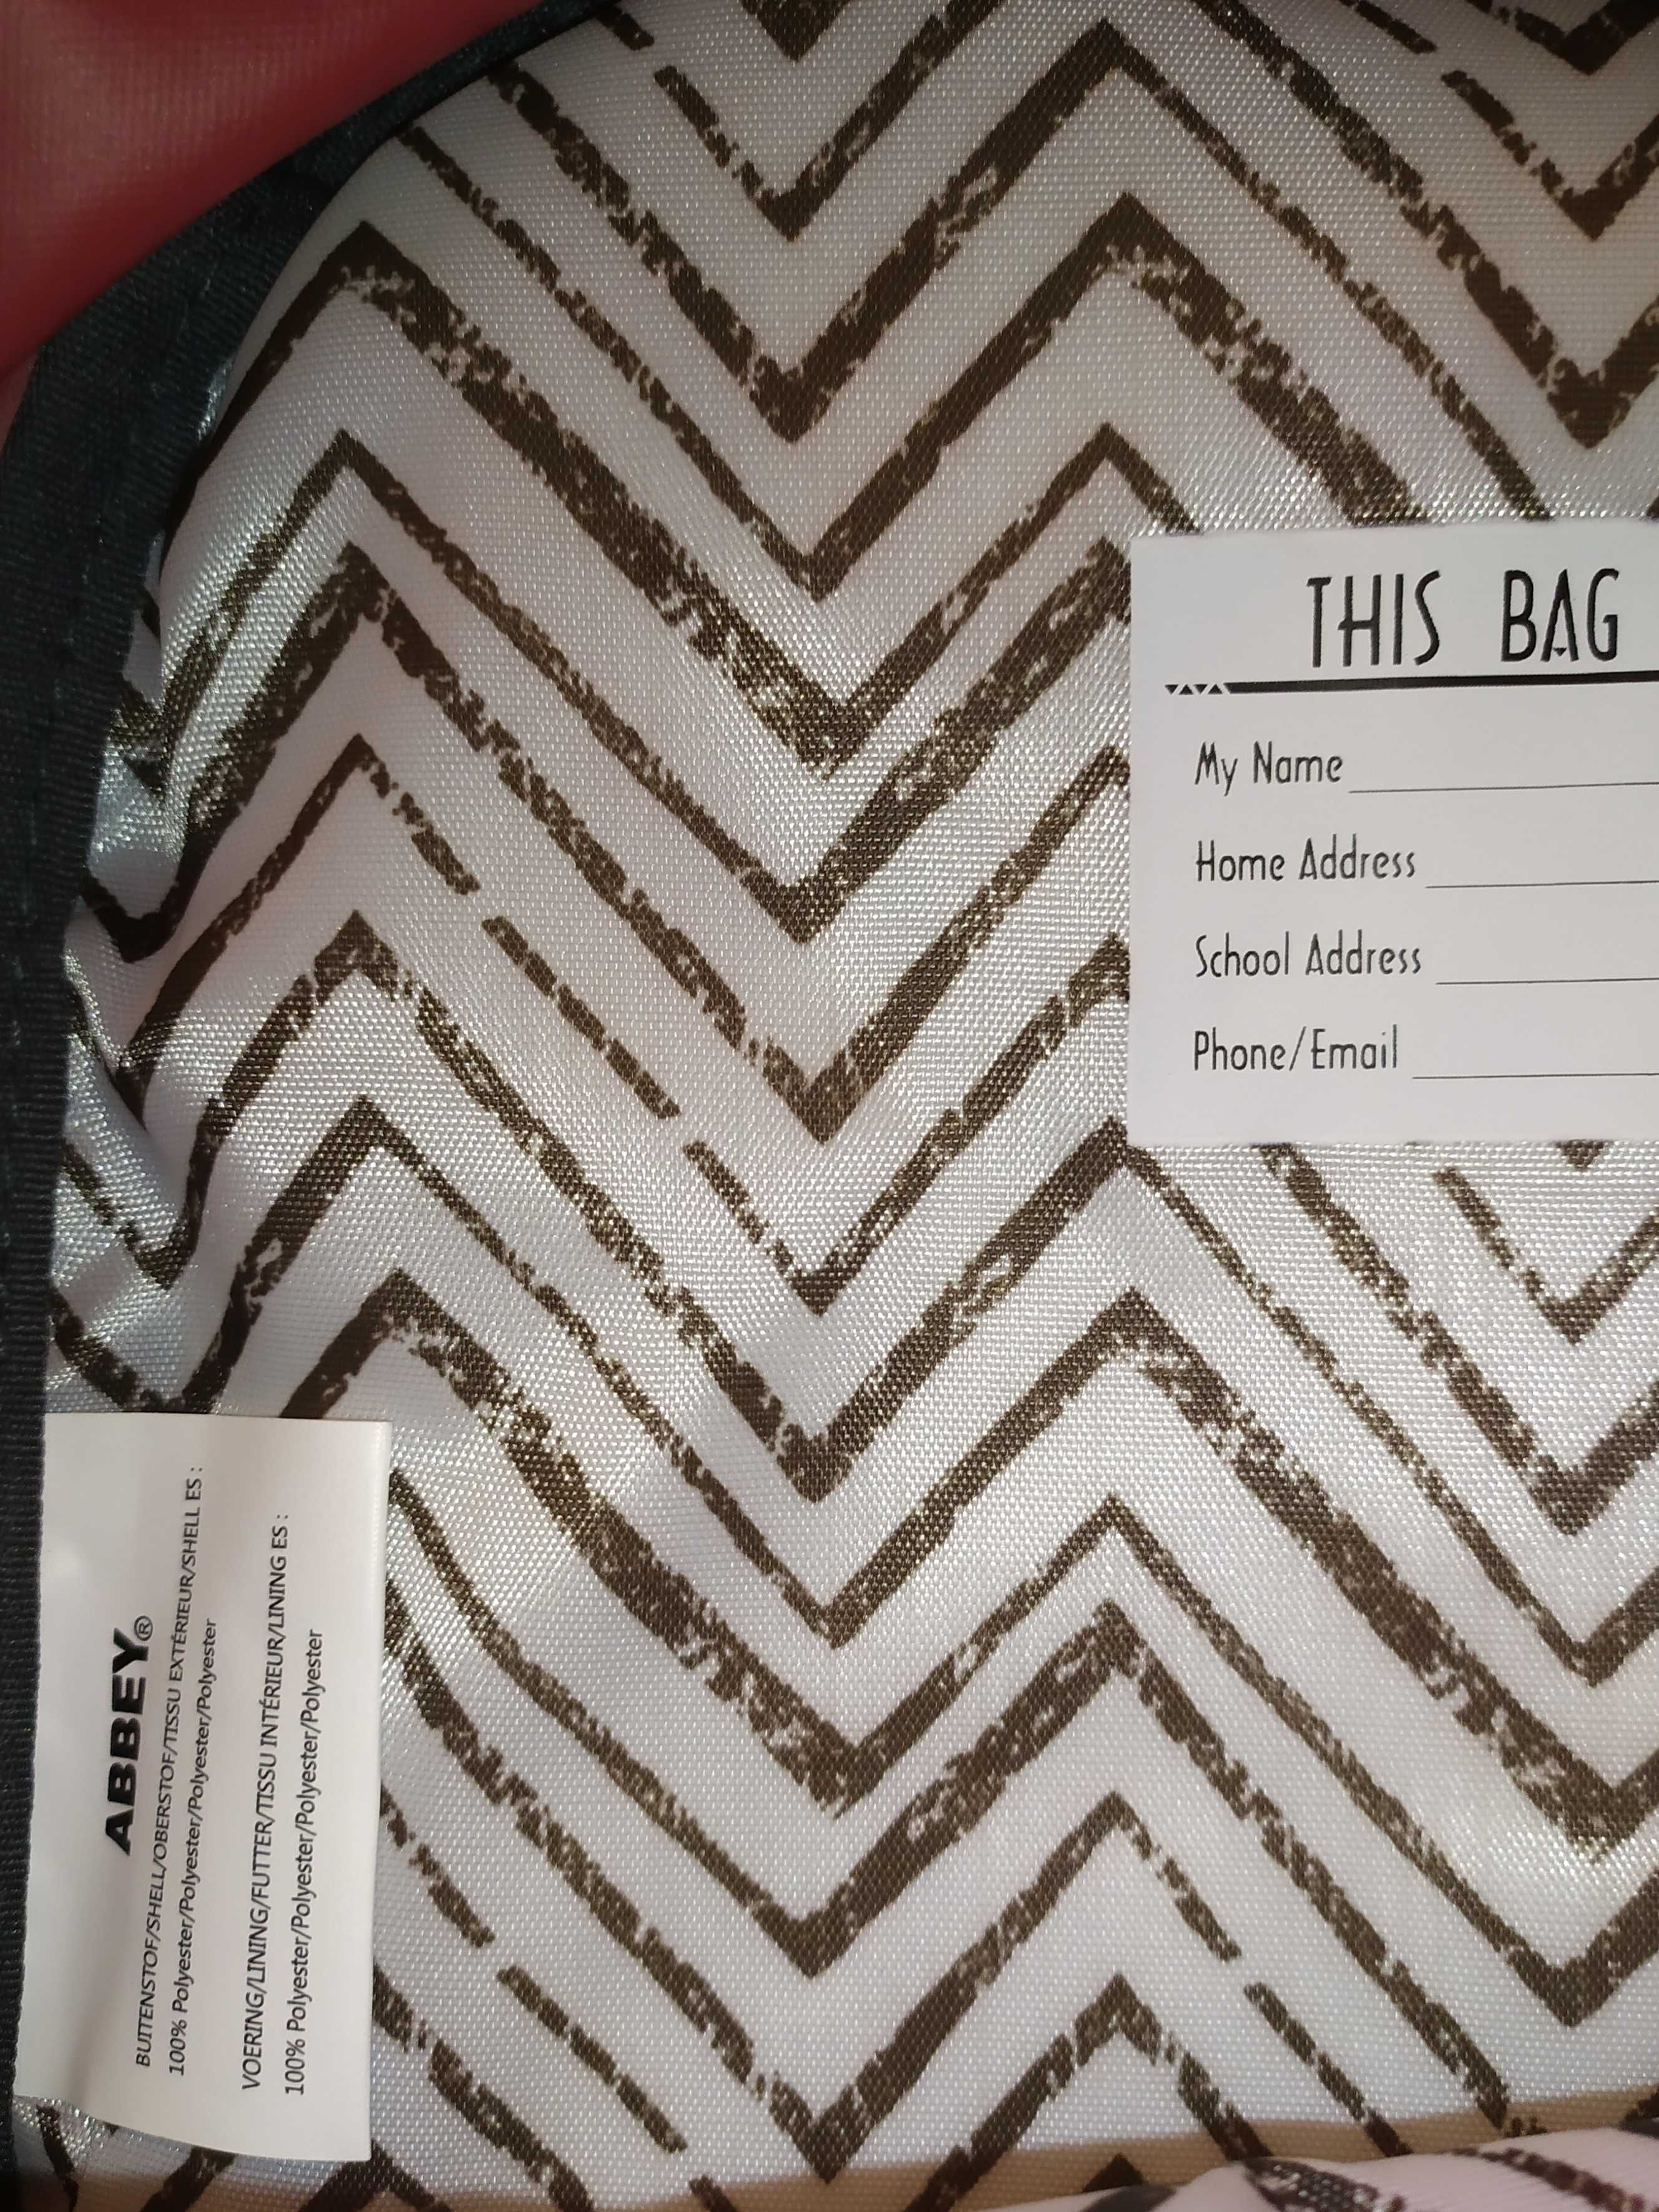 THIS BAG
My Name
Home Address
School Address
Phone/Email
ABBEY®
BUITENSTOF/SHELL/OBERSTOF/TISSU EXTÉRIEUR/SHELL ES :
100% Polyester/Polyester/Polyester/Polyester/Polyester
VOERING/LINING/FUTTER/TISSU INTÉRIEUR/LINING ES :
100% Polyester/Polyester/Polyester/Polyester/Polyester